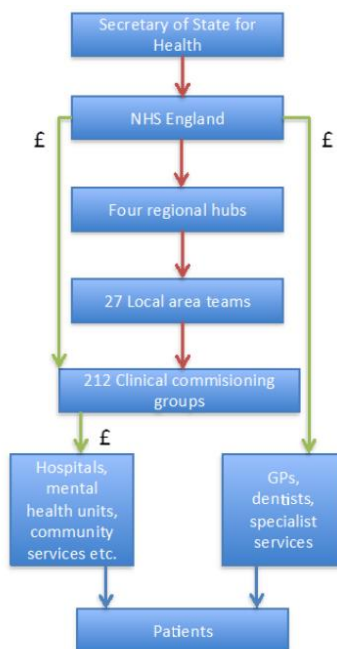 Secretary of State for
Health
NHS England
£
£
Four regional hubs
27 Local area teams
212 Clinical commisioning
groups
£
Hospitals,
mental
health units,
community
services etc.
GPs,
dentists,
specialist
services
Patients